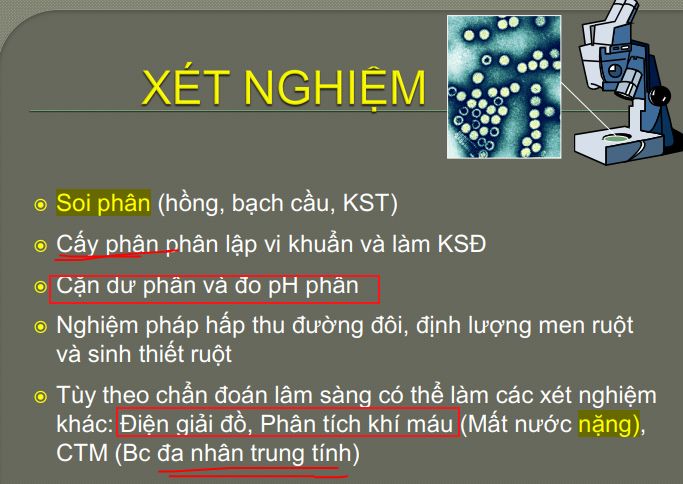 XÉT NGHIỆM
Soi phân (hồng, bạch cầu, KST)
Cấy phân phân lập vi khuẩn và làm KSĐ
Cặn dư phân và đo pH phân
Nghiệm pháp hấp thu đường đôi, định lượng men ruột
và sinh thiết ruột
Tùy theo chẩn đoán lâm sàng có thể làm các xét nghiệm
khác: Điện giải đồ, Phân tích khí máu (Mất nước nặng),
CTM (Bc đa nhân trung tính)